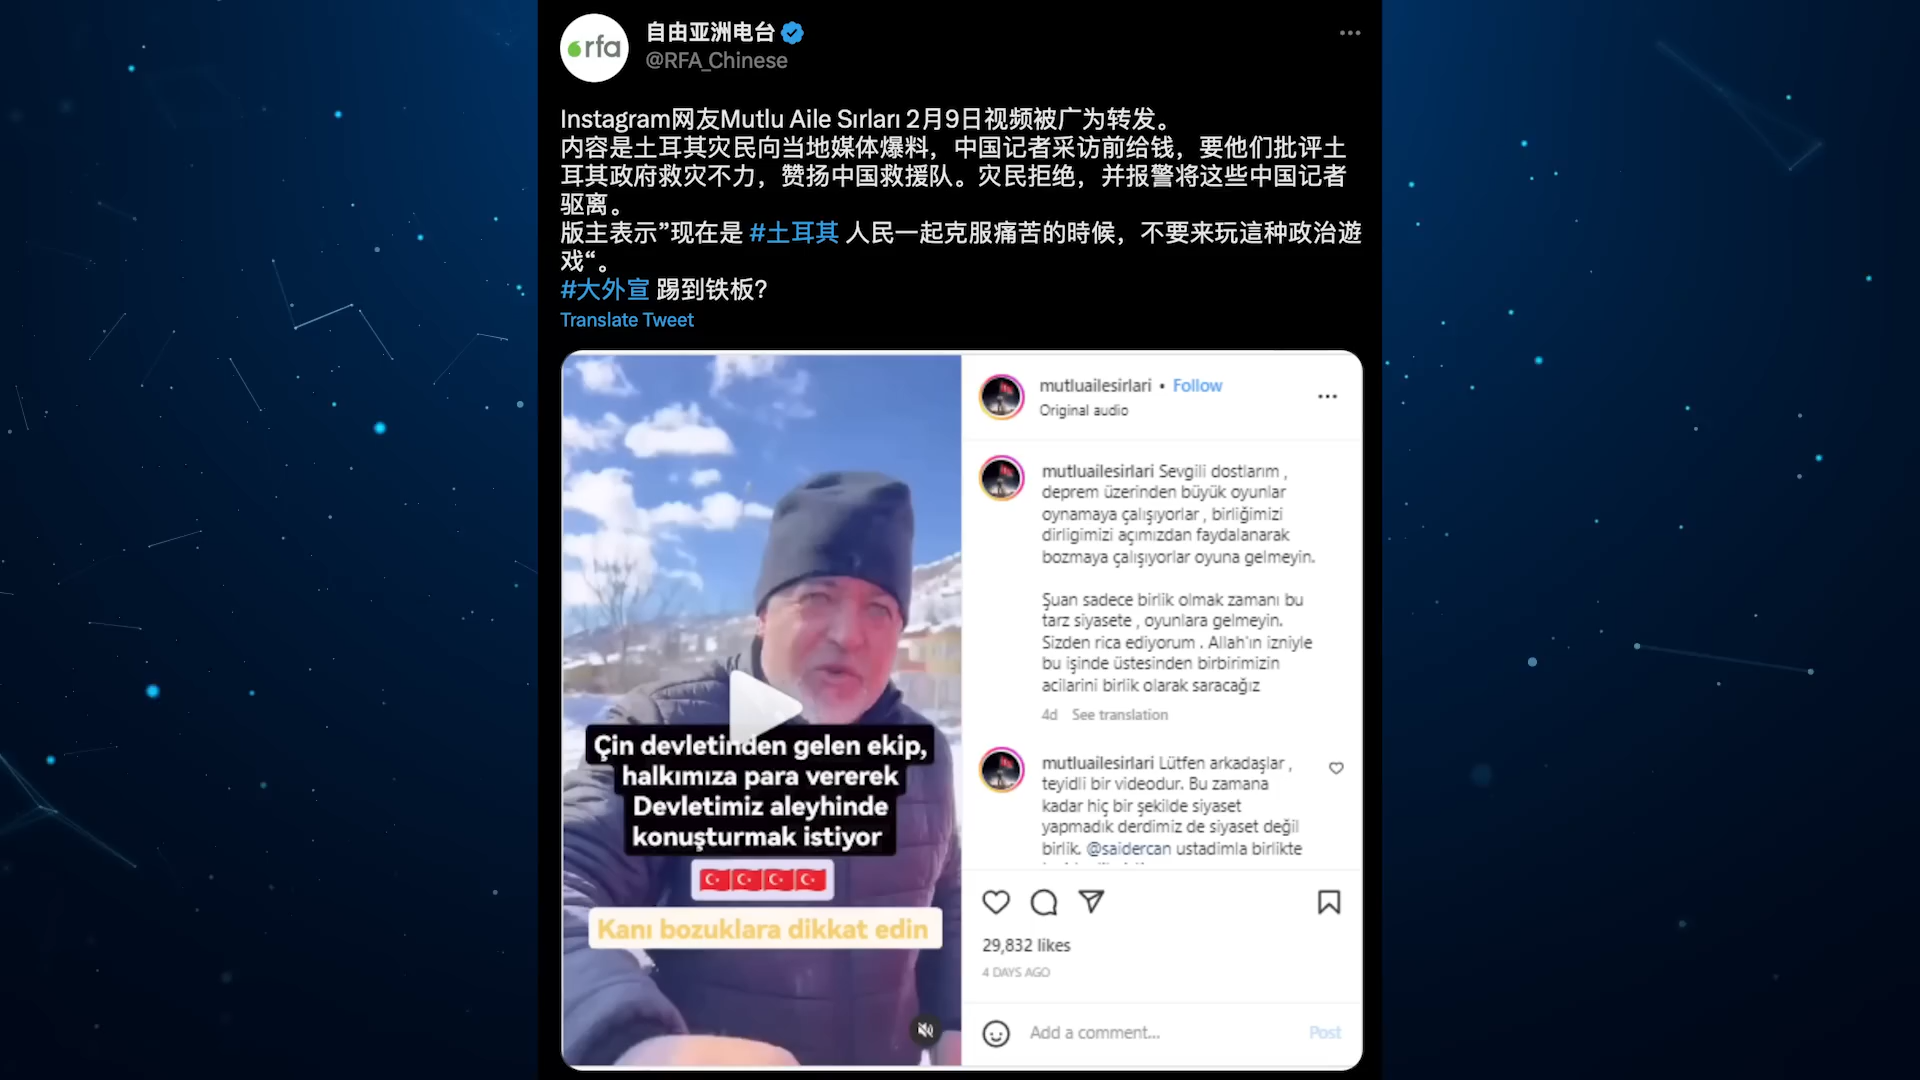 rfa
自由亚洲电台
@RFA_Chinese
Instagram网友Mutlu Aile Sırları 2月9日视频被广为转发。
内容是土耳其灾民向当地媒体爆料，中国记者采访前给钱，要他们批评土
耳其政府救灾不力，赞扬中国救援队。灾民拒绝，并报警将这些中国记者
驱离。
版主表示”现在是 #土耳其 人民一起克服痛苦的時候，不要来玩這种政治遊
戏“。
#大外宣 踢到铁板？
Translate Tweet
Çin devletinden gelen ekip,
halkımıza para vererek
Devletimiz aleyhinde
konuşturmak istiyor
Kanı bozuklara dikkat edin
mutluailesirlari • Follow
Original audio
mutluailesirlari Sevgili dostlarım ,
deprem üzerinden büyük oyunlar
oynamaya çalışıyorlar , birliğimizi
dirligimizi açımızdan faydalanarak
bozmaya çalışıyorlar oyuna gelmeyin.
Şuan sadece birlik olmak zamanı bu
tarz siyasete , oyunlara gelmeyin.
Sizden rica ediyorum . Allah'ın izniyle
bu işinde üstesinden birbirimizin
acilarini birlik olarak saracağız
4d See translation
mutluailesirlari Lütfen arkadaşlar ,
teyidli bir videodur. Bu zamana
kadar hiç bir şekilde siyaset
yapmadık derdimiz de siyaset değil
birlik. @saidercan ustadimla birlikte
29,832 likes
4 DAYS AGO
Add a comment...
Post